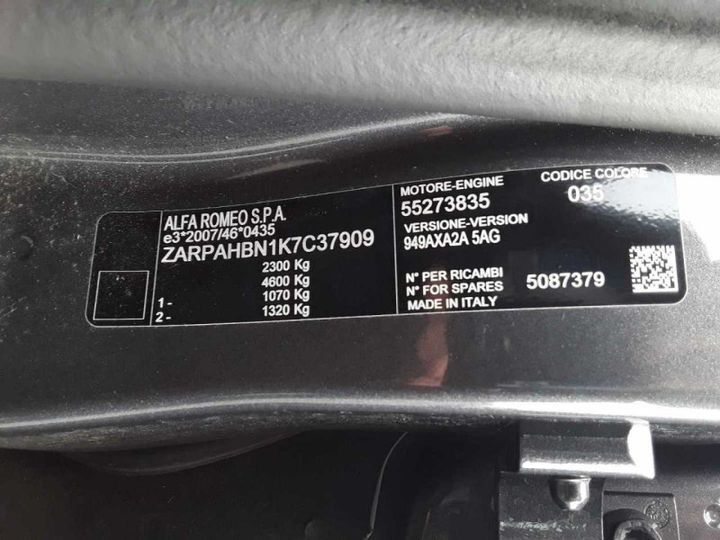 ALFA ROMEO S.P.A.
e3*2007/46*0435
ZARPAHBN1K7C37909
2300 Kg
4600 Kg
1- 1070 Kg
2- 1320 Kg
MOTORE-ENGINE
55273835
VERSIONE-VERSION
949AXA2A 5AG
N° PER RICAMBI
N° FOR SPARES 5087379
MADE IN ITALY
CODICE COLORE
035